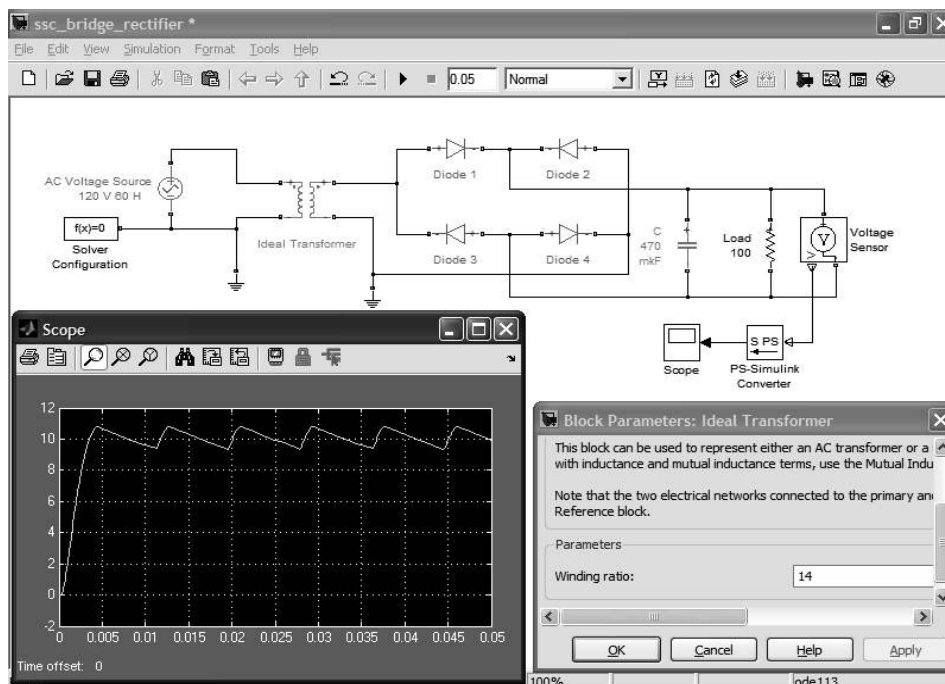 ssc_bridge_rectifier *
File Edit View Simulation Format Tools Help
0.05 Normal
AC Voltage Source
120 V 60 H
f(x)=0
Solver
Configuration
Ideal Transformer
Diode 1
Diode 2
Diode 3
Diode 4
C
470
mkF
Load
100
V
Voltage
Sensor
Scope
S PS
PS-Simulink
Converter
Scope
12
10
8
6
4
2
0
-2
0 0.005 0.01 0.015 0.02 0.025 0.03 0.035 0.04 0.045 0.05
Time offset: 0
Block Parameters: Ideal Transformer
This block can be used to represent either an AC transformer or a
with inductance and mutual inductance terms, use the Mutual Indu
Note that the two electrical networks connected to the primary and
Reference block.
Parameters
Winding ratio: 14
OK Cancel Help Apply
100% ode113